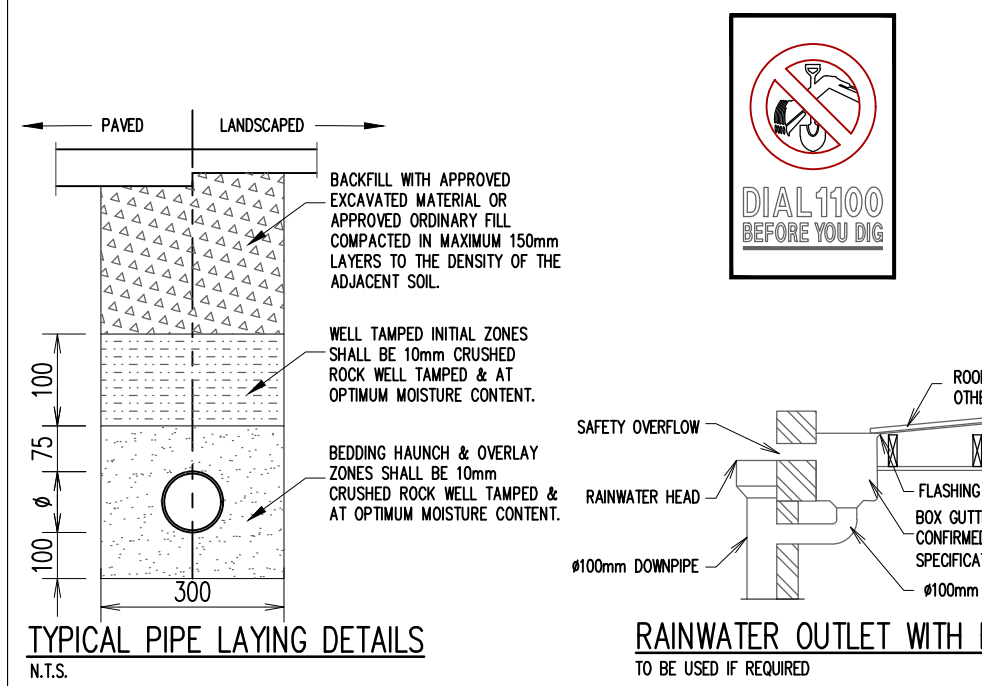 PAVED
LANDSCAPED
BACKFILL WITH APPROVED
EXCAVATED MATERIAL OR
APPROVED ORDINARY FILL
COMPACTED IN MAXIMUM 150mm
LAYERS TO THE DENSITY OF THE
ADJACENT SOIL.
WELL TAMPED INITIAL ZONES
SHALL BE 10mm CRUSHED
ROCK WELL TAMPED & AT
OPTIMUM MOISTURE CONTENT.
BEDDING HAUNCH & OVERLAY
ZONES SHALL BE 10mm
CRUSHED ROCK WELL TAMPED &
AT OPTIMUM MOISTURE CONTENT.
100
75
ø
100
300
TYPICAL PIPE LAYING DETAILS
N.T.S.
DIAL 1100
BEFORE YOU DIG
SAFETY OVERFLOW
RAINWATER HEAD
ø100mm DOWNPIPE
FLASHING
CONFIRMED
BOX
ø100mm
RAINWATER OUTLET WITH
TO BE USED IF REQUIRED